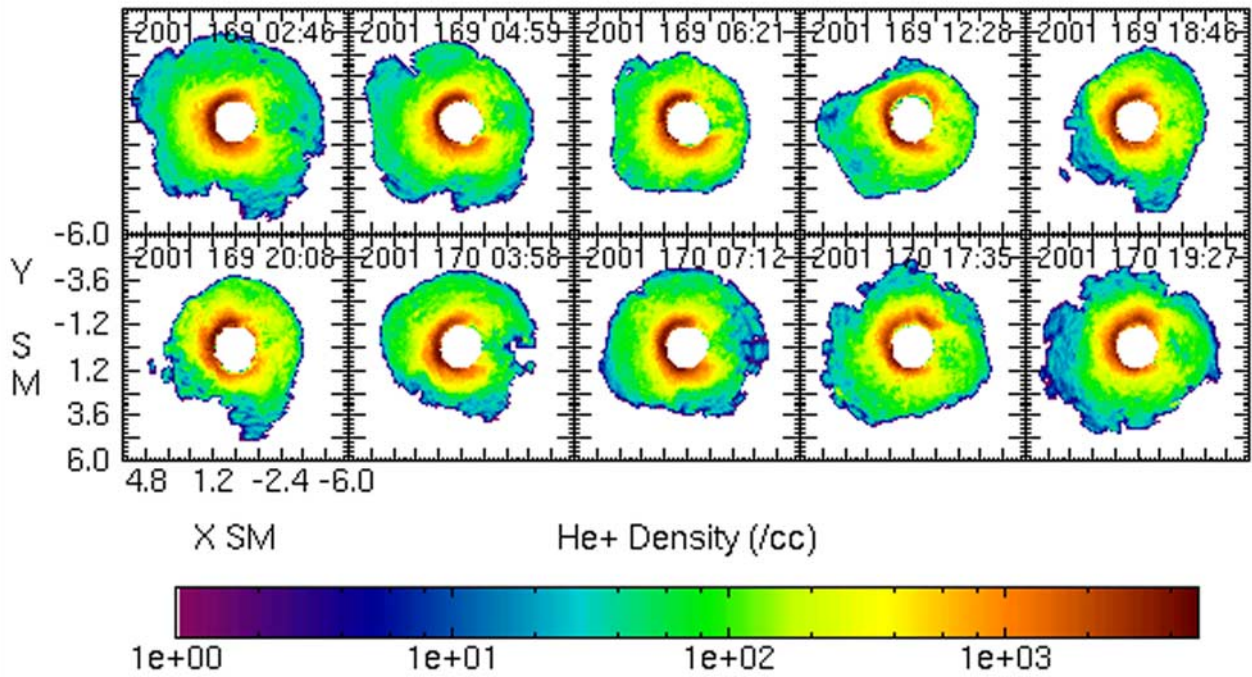 2001 169 02:46 2001 169 04:59 2001 169 06:21 2001 169 12:28 2001 169 18:46
-6.0
2001 169 20:08 2001 170 03:58 2001 170 07:12 2001 170 17:35 2001 170 19:27
Y
-3.6
-1.2
S
M
1.2
3.6
6.0
4.8 1.2 -2.4 -6.0
X SM He+ Density (/cc)
1e+00 1e+01 1e+02 1e+03